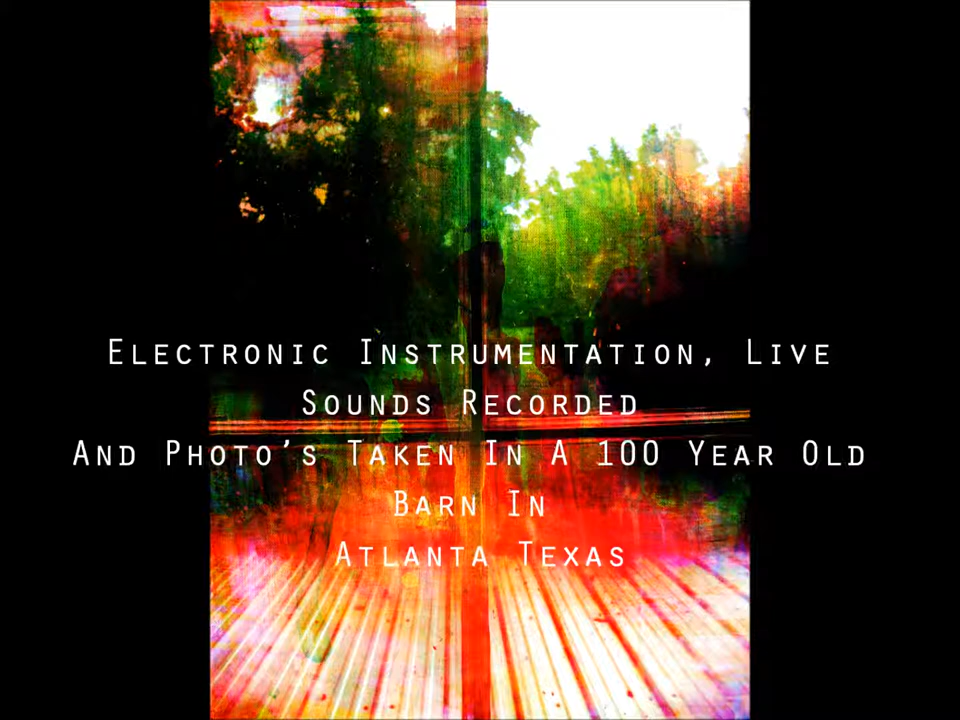 Electronic Instrumentation, Live
Sounds Recorded
And Photo's Taken In A 100 Year Old
Barn In
Atlanta Texas